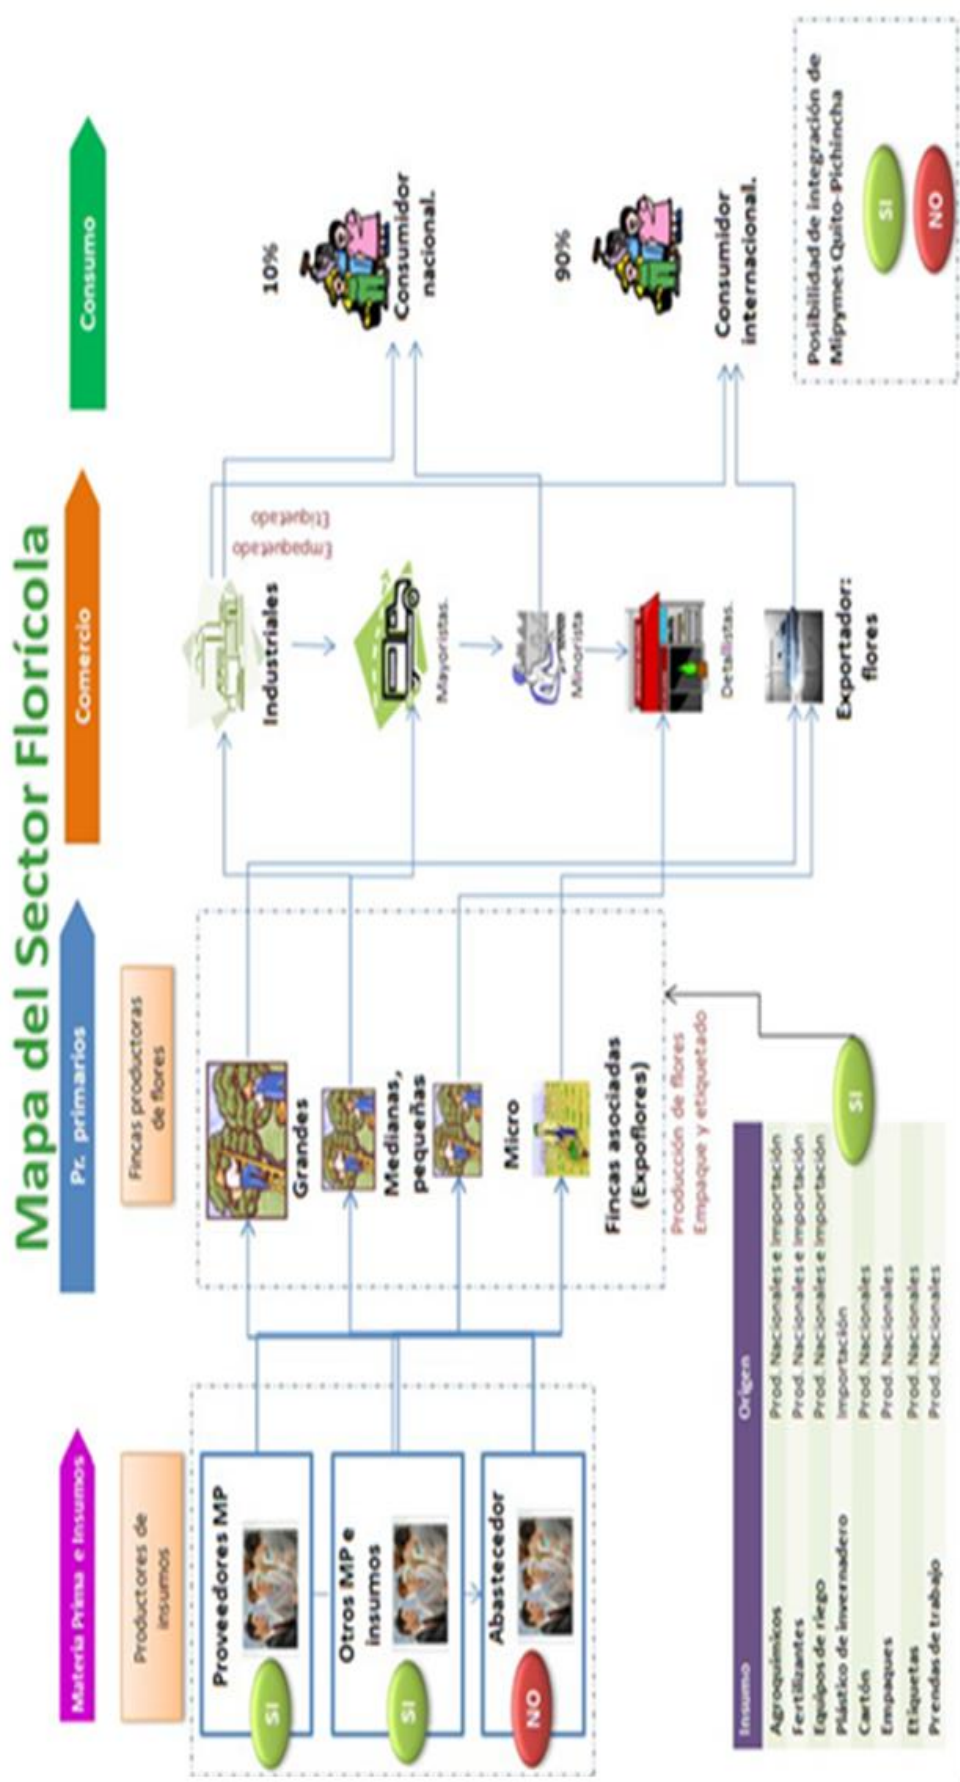 Mapa del Sector Florícola
Materia Prima e Insumos
Pr. primarios
Comercio
Consumo
Productores de
insumos
Fincas productoras
de flores
Proveedores MP
SI
Otros MP e
insumos
SI
Abastecedor
NO
Grandes
Medianas,
pequeñas
Micro
Fincas asociadas
(Expoflores)
Producción de flores
Empaque y etiquetado
Industriales
Empaquetado
Etiquetado
Mayoristas.
Minorista
Detallistas.
Exportador:
flores
10%
Consumidor
nacional.
90%
Consumidor
internacional.
Insumo Origen
Agroquímicos Prod. Nacionales e Importación
Fertilizantes Prod. Nacionales e Importación
Equipos de riego Prod. Nacionales e Importación
Plástico de invernadero Importación
Cartón Prod. Nacionales
Empaques Prod. Nacionales
Etiquetas Prod. Nacionales
Prendas de trabajo Prod. Nacionales
SI
Posibilidad de integración de
Mipymes Quito-Pichincha
SI
NO